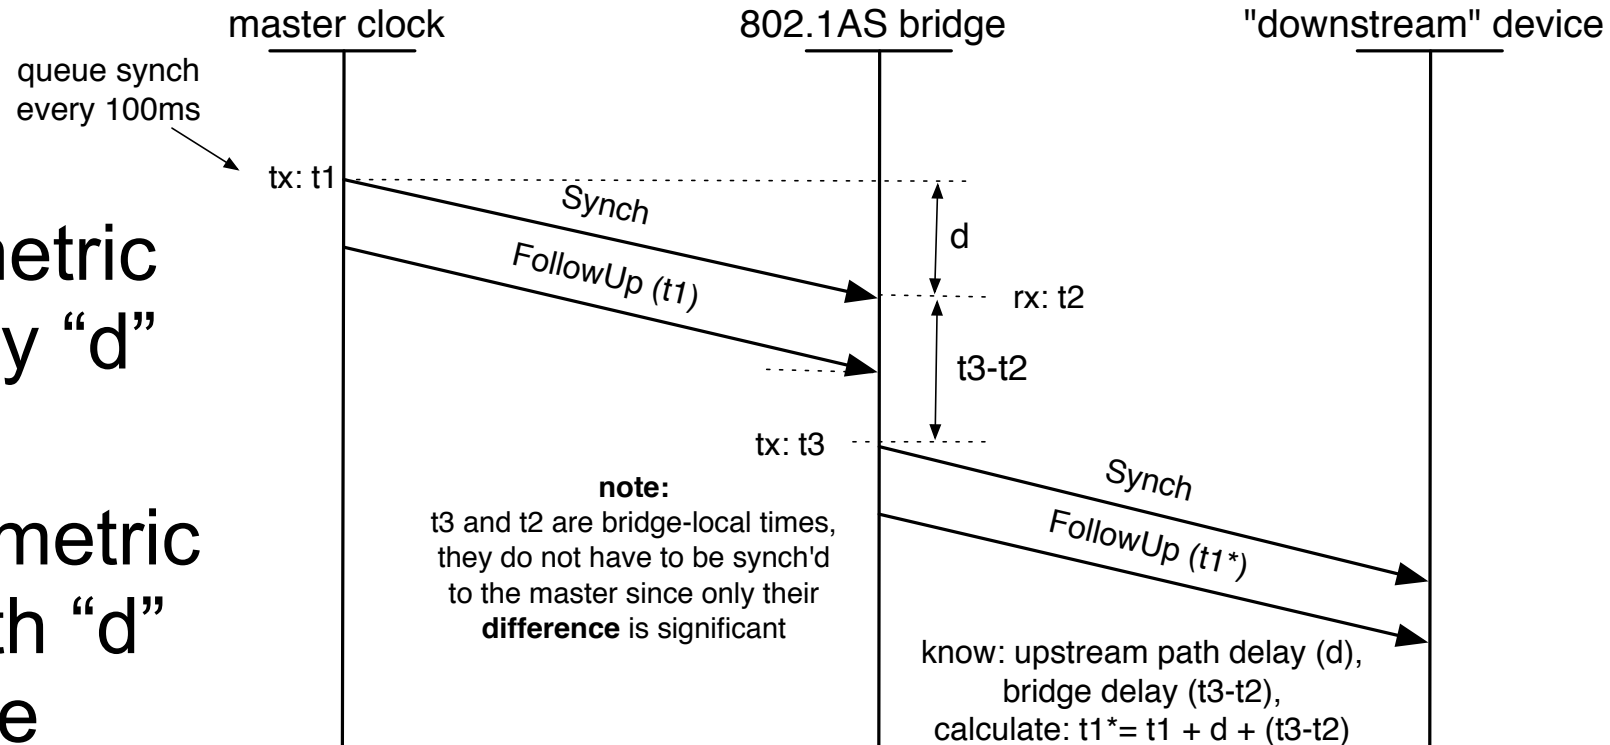 master clock
802.1AS bridge
"downstream" device
queue synch
every 100ms
tx: t1
Synch
FollowUp (t1)
d
rx: t2
t3-t2
tx: t3
Synch
FollowUp (t1*)
note:
t3 and t2 are bridge-local times,
they do not have to be synch'd
to the master since only their
difference is significant
know: upstream path delay (d),
bridge delay (t3-t2),
calculate: t1*= t1 + d + (t3-t2)
“d”
“d”